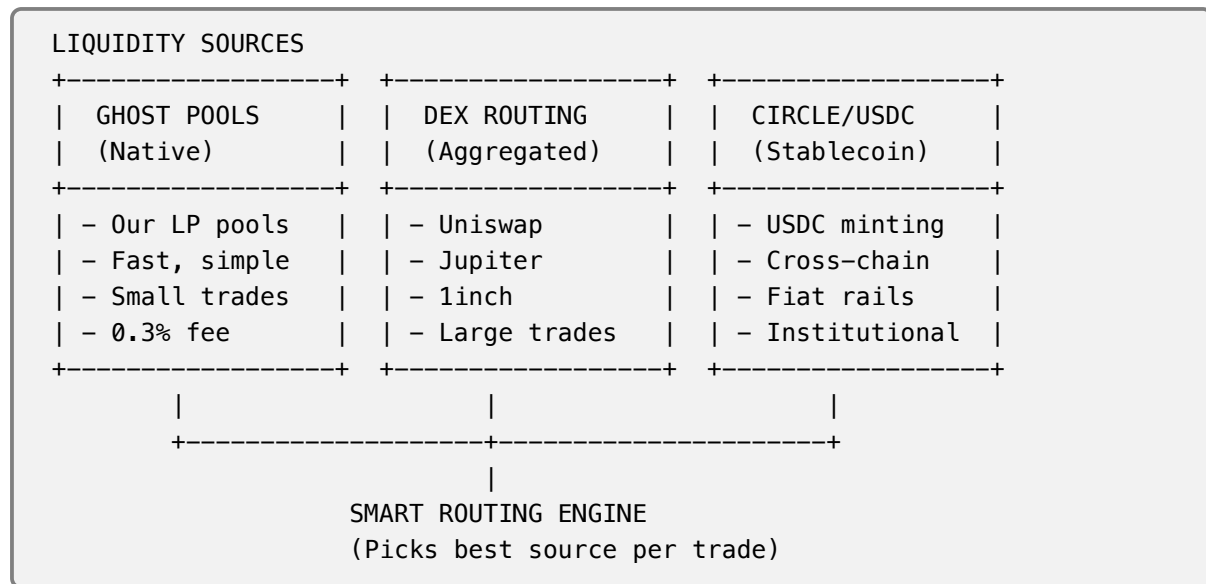 LIQUIDITY SOURCES
+------------------+  +------------------+  +------------------+
|  GHOST POOLS     |  |  DEX ROUTING     |  |  CIRCLE/USDC     |
|  (Native)        |  |  (Aggregated)    |  |  (Stablecoin)    |
+------------------+  +------------------+  +------------------+
| - Our LP pools   |  | - Uniswap        |  | - USDC minting   |
| - Fast, simple   |  | - Jupiter        |  | - Cross-chain    |
| - Small trades   |  | - 1inch          |  | - Fiat rails     |
| - 0.3% fee       |  | - Large trades   |  | - Institutional  |
+------------------+  +------------------+  +------------------+
        |                    |                      |
        +--------------------+----------------------+
                             |
                    SMART ROUTING ENGINE
                    (Picks best source per trade)